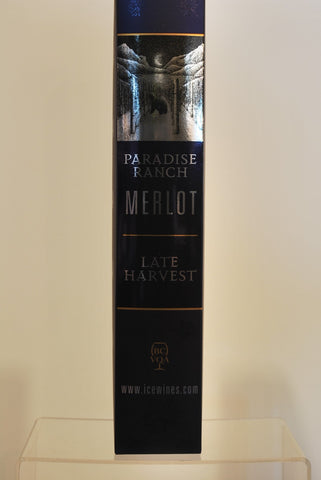 PARADISE
RANCH
MERLOT
LATE
HARVEST
BC
VQA
www.icewines.com